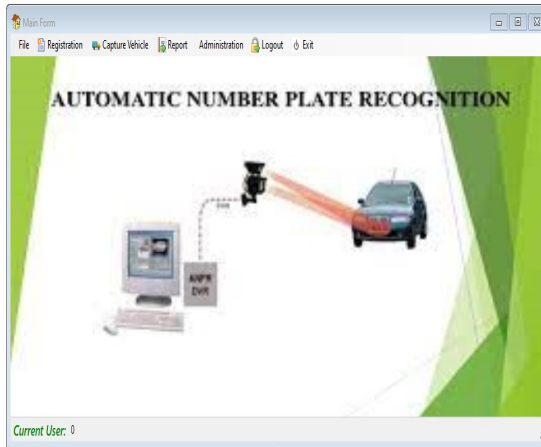 Main Form
File Registration Capture Vehicle Report Administration Logout Exit
AUTOMATIC NUMBER PLATE RECOGNITION
ANPR
DVR
Current User: 0